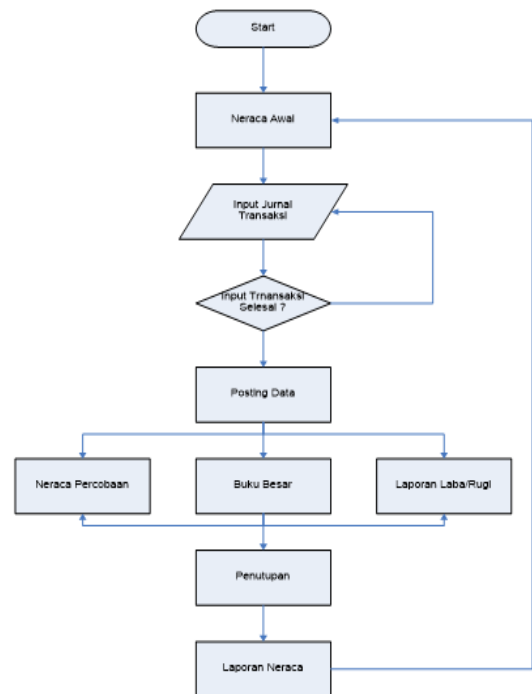 Start
Neraca Awal
Input Jurnal
Transaksi
Input Trnansaksi
Selesai ?
Posting Data
Neraca Percobaan
Buku Besar
Laporan Laba/Rugi
Penutupan
Laporan Neraca